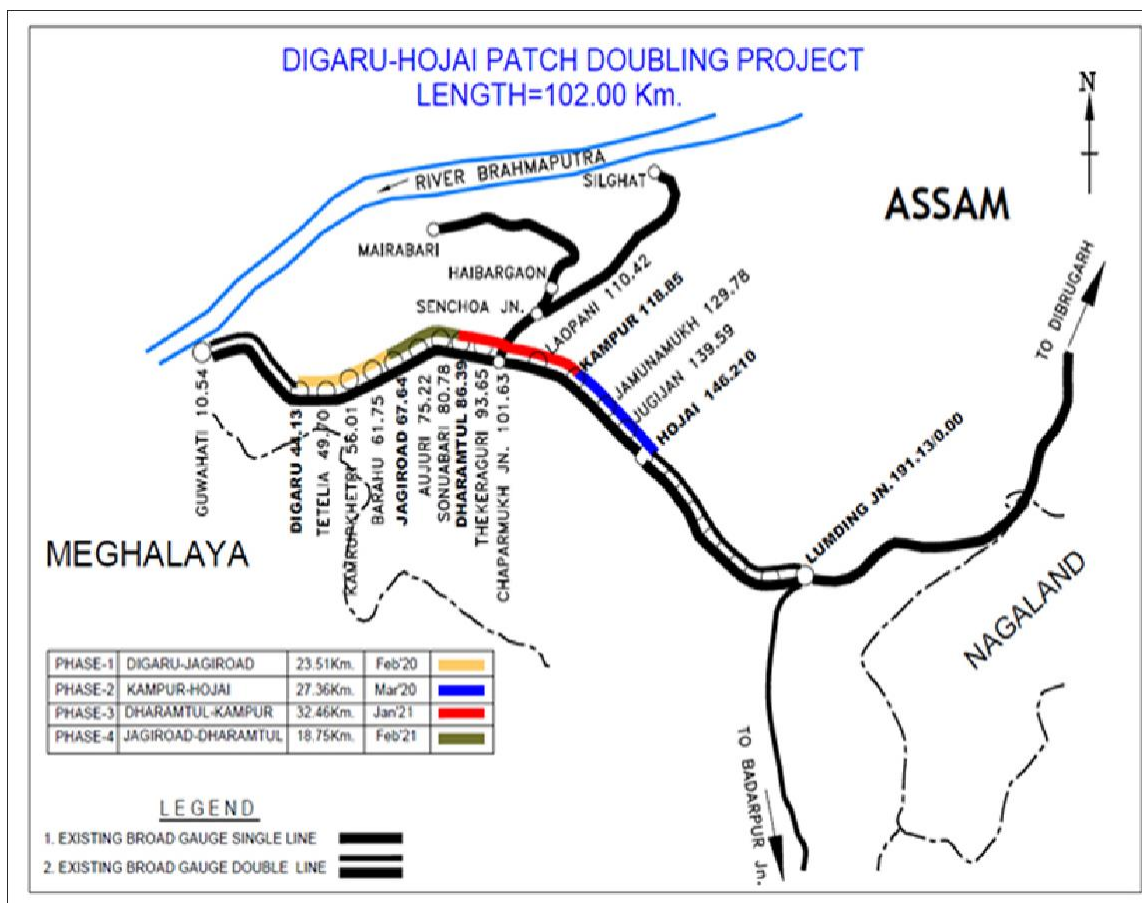 DIGARU-HOJAI PATCH DOUBLING PROJECT
LENGTH=102.00 Km.
N
RIVER BRAHMAPUTRA
SILGHAT
ASSAM
MAIRABARI
HAIBARGAON
SENCHOA JN.
LAOPANI 110.42
KAMPUR 118.85
JAMUNAMUKH 129.78
JUGIJAN 139.59
HOJAI 146.210
TO DIBRUGARH
GUWAHATI 10.54
DIGARU 44.13
TETELIA 49.70
KAMRUPKHETRI 56.01
BARAHU 61.75
JAGIROAD 67.64
AUJURI 75.22
SONUABARI 80.78
DHARAMTUL 86.39
THEKERAGURI 93.65
CHAPARMUKH JN. 101.63
LUMDING JN.191.13/0.00
MEGHALAYA
NAGALAND
TO BADARPUR Jn.
PHASE-1 DIGARU-JAGIROAD 23.51Km. Feb'20
PHASE-2 KAMPUR-HOJAI 27.36Km. Mar'20
PHASE-3 DHARAMTUL-KAMPUR 32.46Km. Jan'21
PHASE-4 JAGIROAD-DHARAMTUL 18.75Km. Feb'21
LEGEND
1. EXISTING BROAD GAUGE SINGLE LINE
2. EXISTING BROAD GAUGE DOUBLE LINE